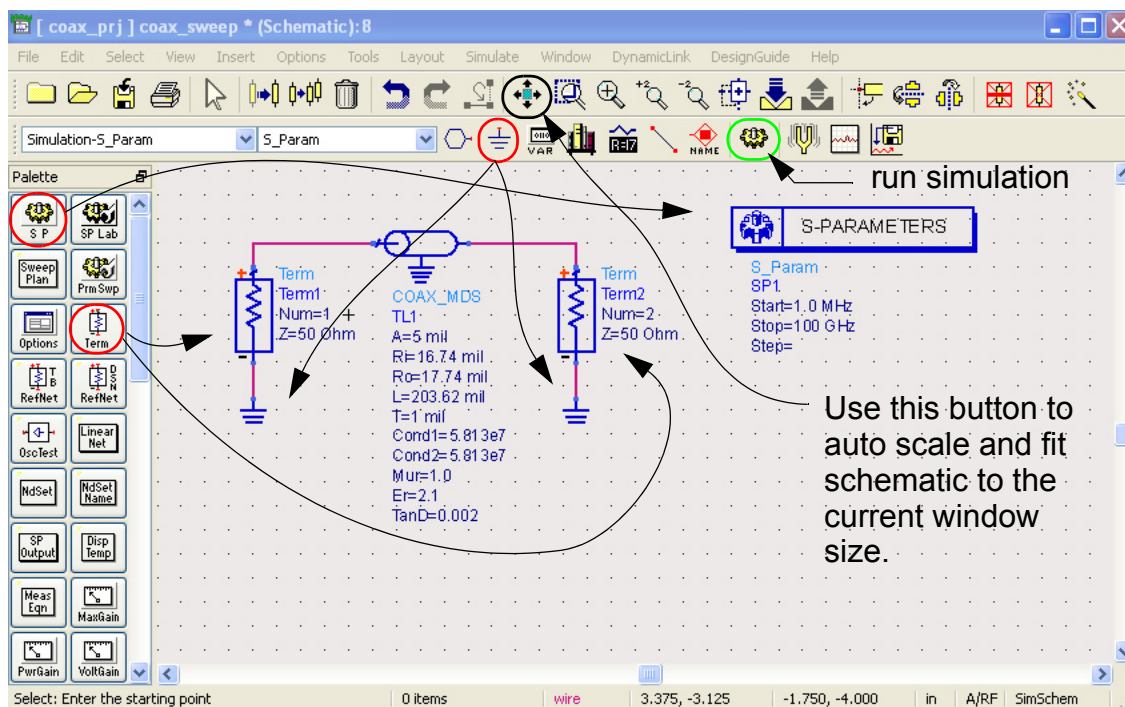 [ coax_prj ] coax_sweep * (Schematic):8
File Edit Select View Insert Options Tools Layout Simulate Window DynamicLink DesignGuide Help
+2 -2
Simulation-S_Param S_Param VAR R=17 NAME
run simulation
Palette
S P
SP Lab
Sweep Plan
Prm Swp
Options
Term
RefNet
RefNet
OscTest
Linear Net
NdSet
NdSet Name
SP Output
Disp Temp
Meas Eqn
MaxGain
PwrGain
VoltGain
S-PARAMETERS
S_Param
SP1
Start=1.0 MHz
Stop=100 GHz
Step=
Term
Term1
Num=1
Z=50 Ohm
COAX_MDS
TL1
A=5 mil
Ri=16.74 mil
Ro=17.74 mil
L=203.62 mil
T=1 mil
Cond1=5.813e7
Cond2=5.813e7
Mur=1.0
Er=2.1
TanD=0.002
Term
Term2
Num=2
Z=50 Ohm
Use this button to
auto scale and fit
schematic to the
current window
size.
Select: Enter the starting point 0 items wire 3.375, -3.125 -1.750, -4.000 in A/RF SimSchem